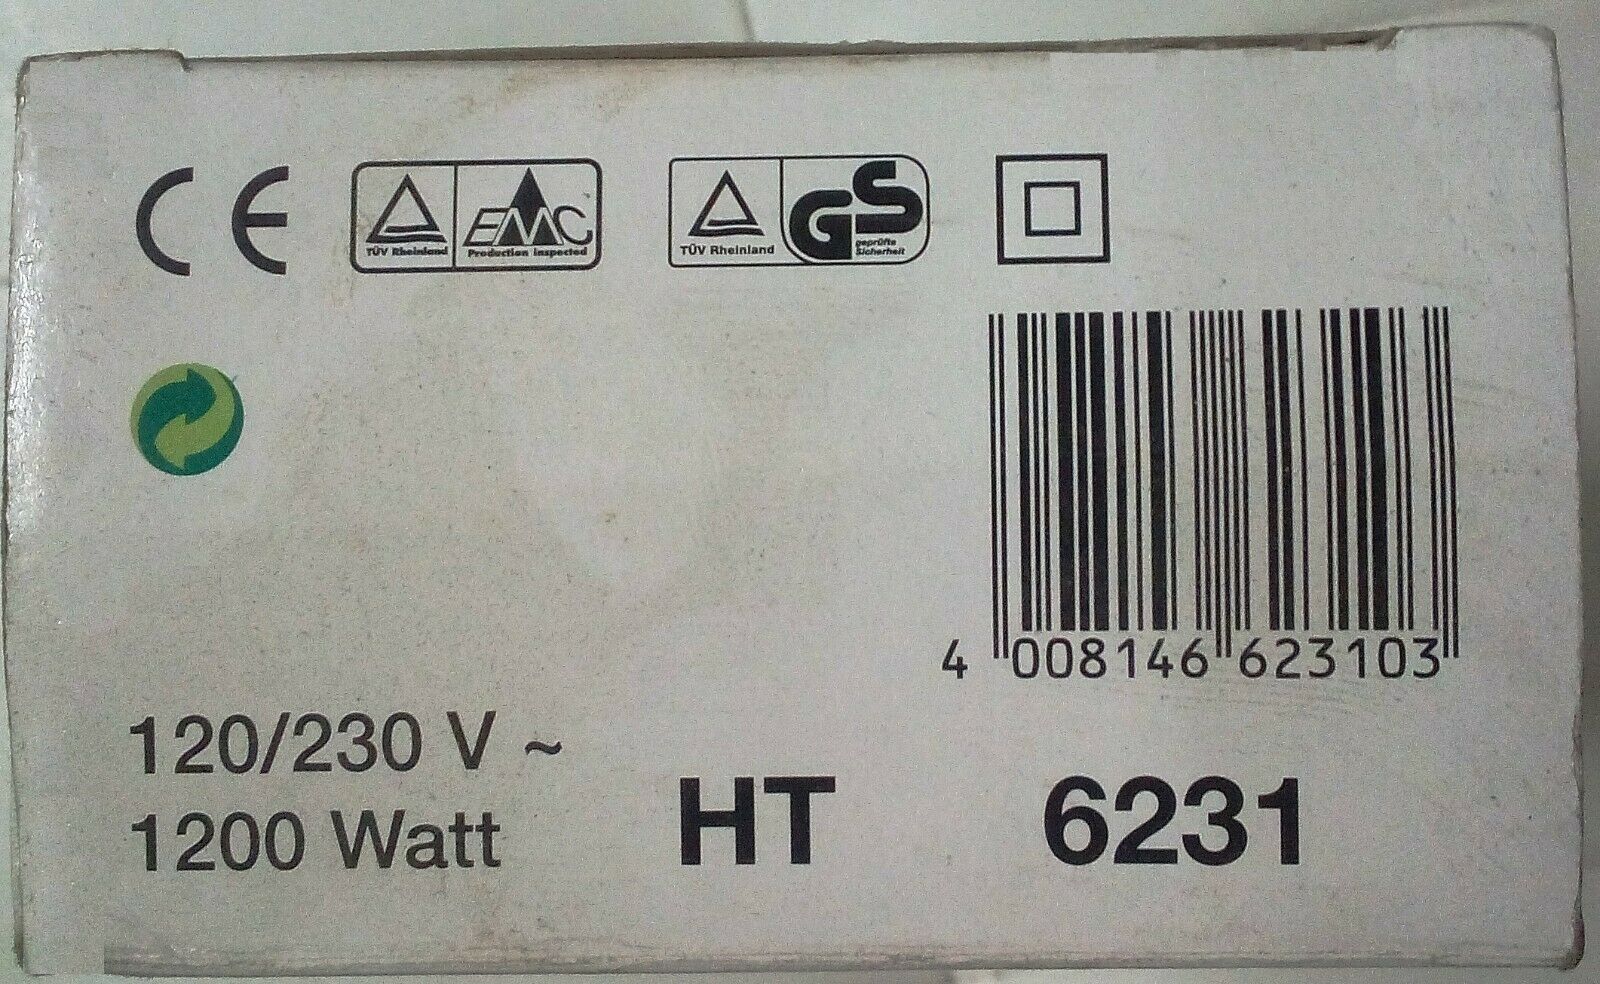 CE TÜV Rheinland EMC Production inspected TÜV Rheinland GS geprüfte Sicherheit
4 008146 623103
120/230 V ~
1200 Watt HT 6231